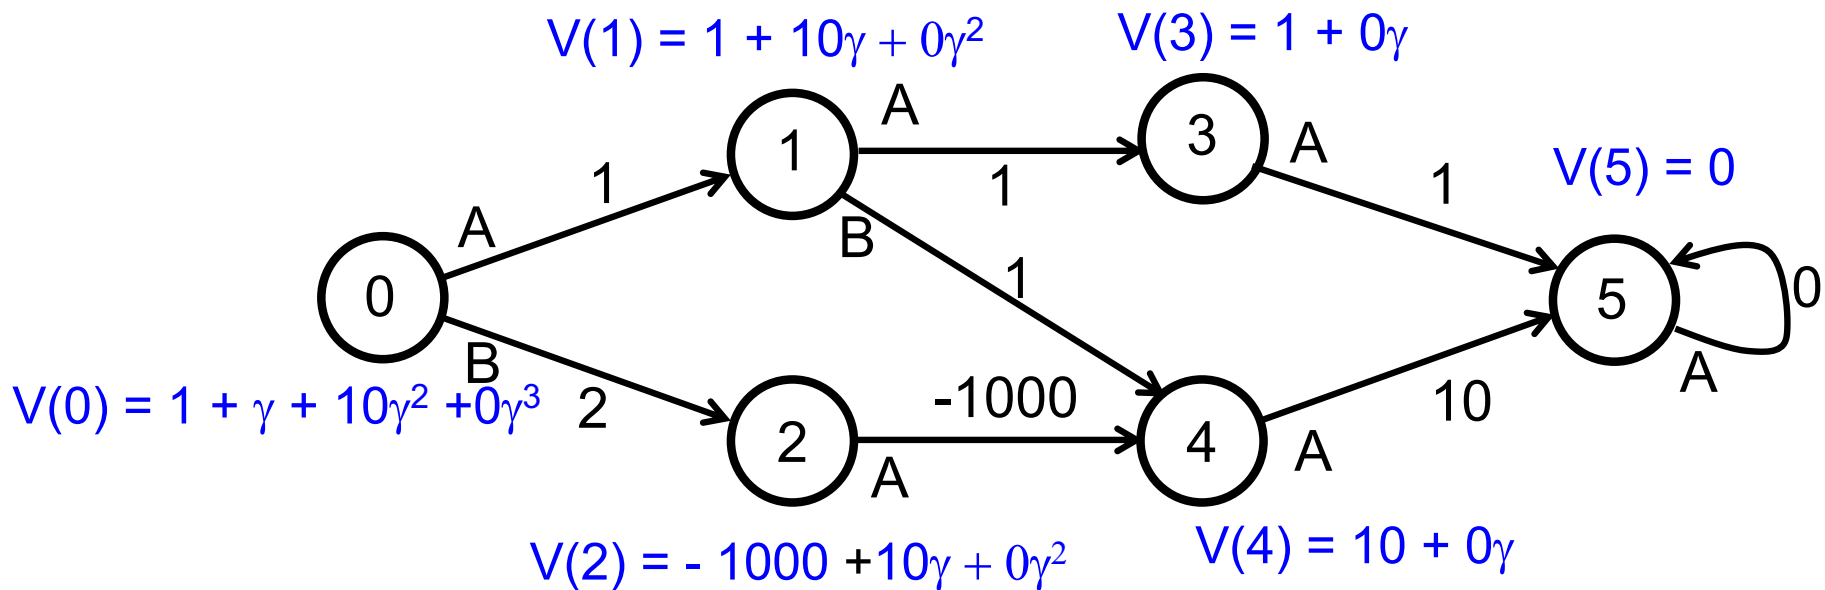 V(1) = 1 + 10γ + 0γ²
V(3) = 1 + 0γ
A
1
3
A
1
1
1
V(5) = 0
A
B
1
0
5
0
B
-1000
10
A
V(0) = 1 + γ + 10γ² +0γ³
2
2
4
A
A
V(2) = - 1000 +10γ + 0γ²
V(4) = 10 + 0γ